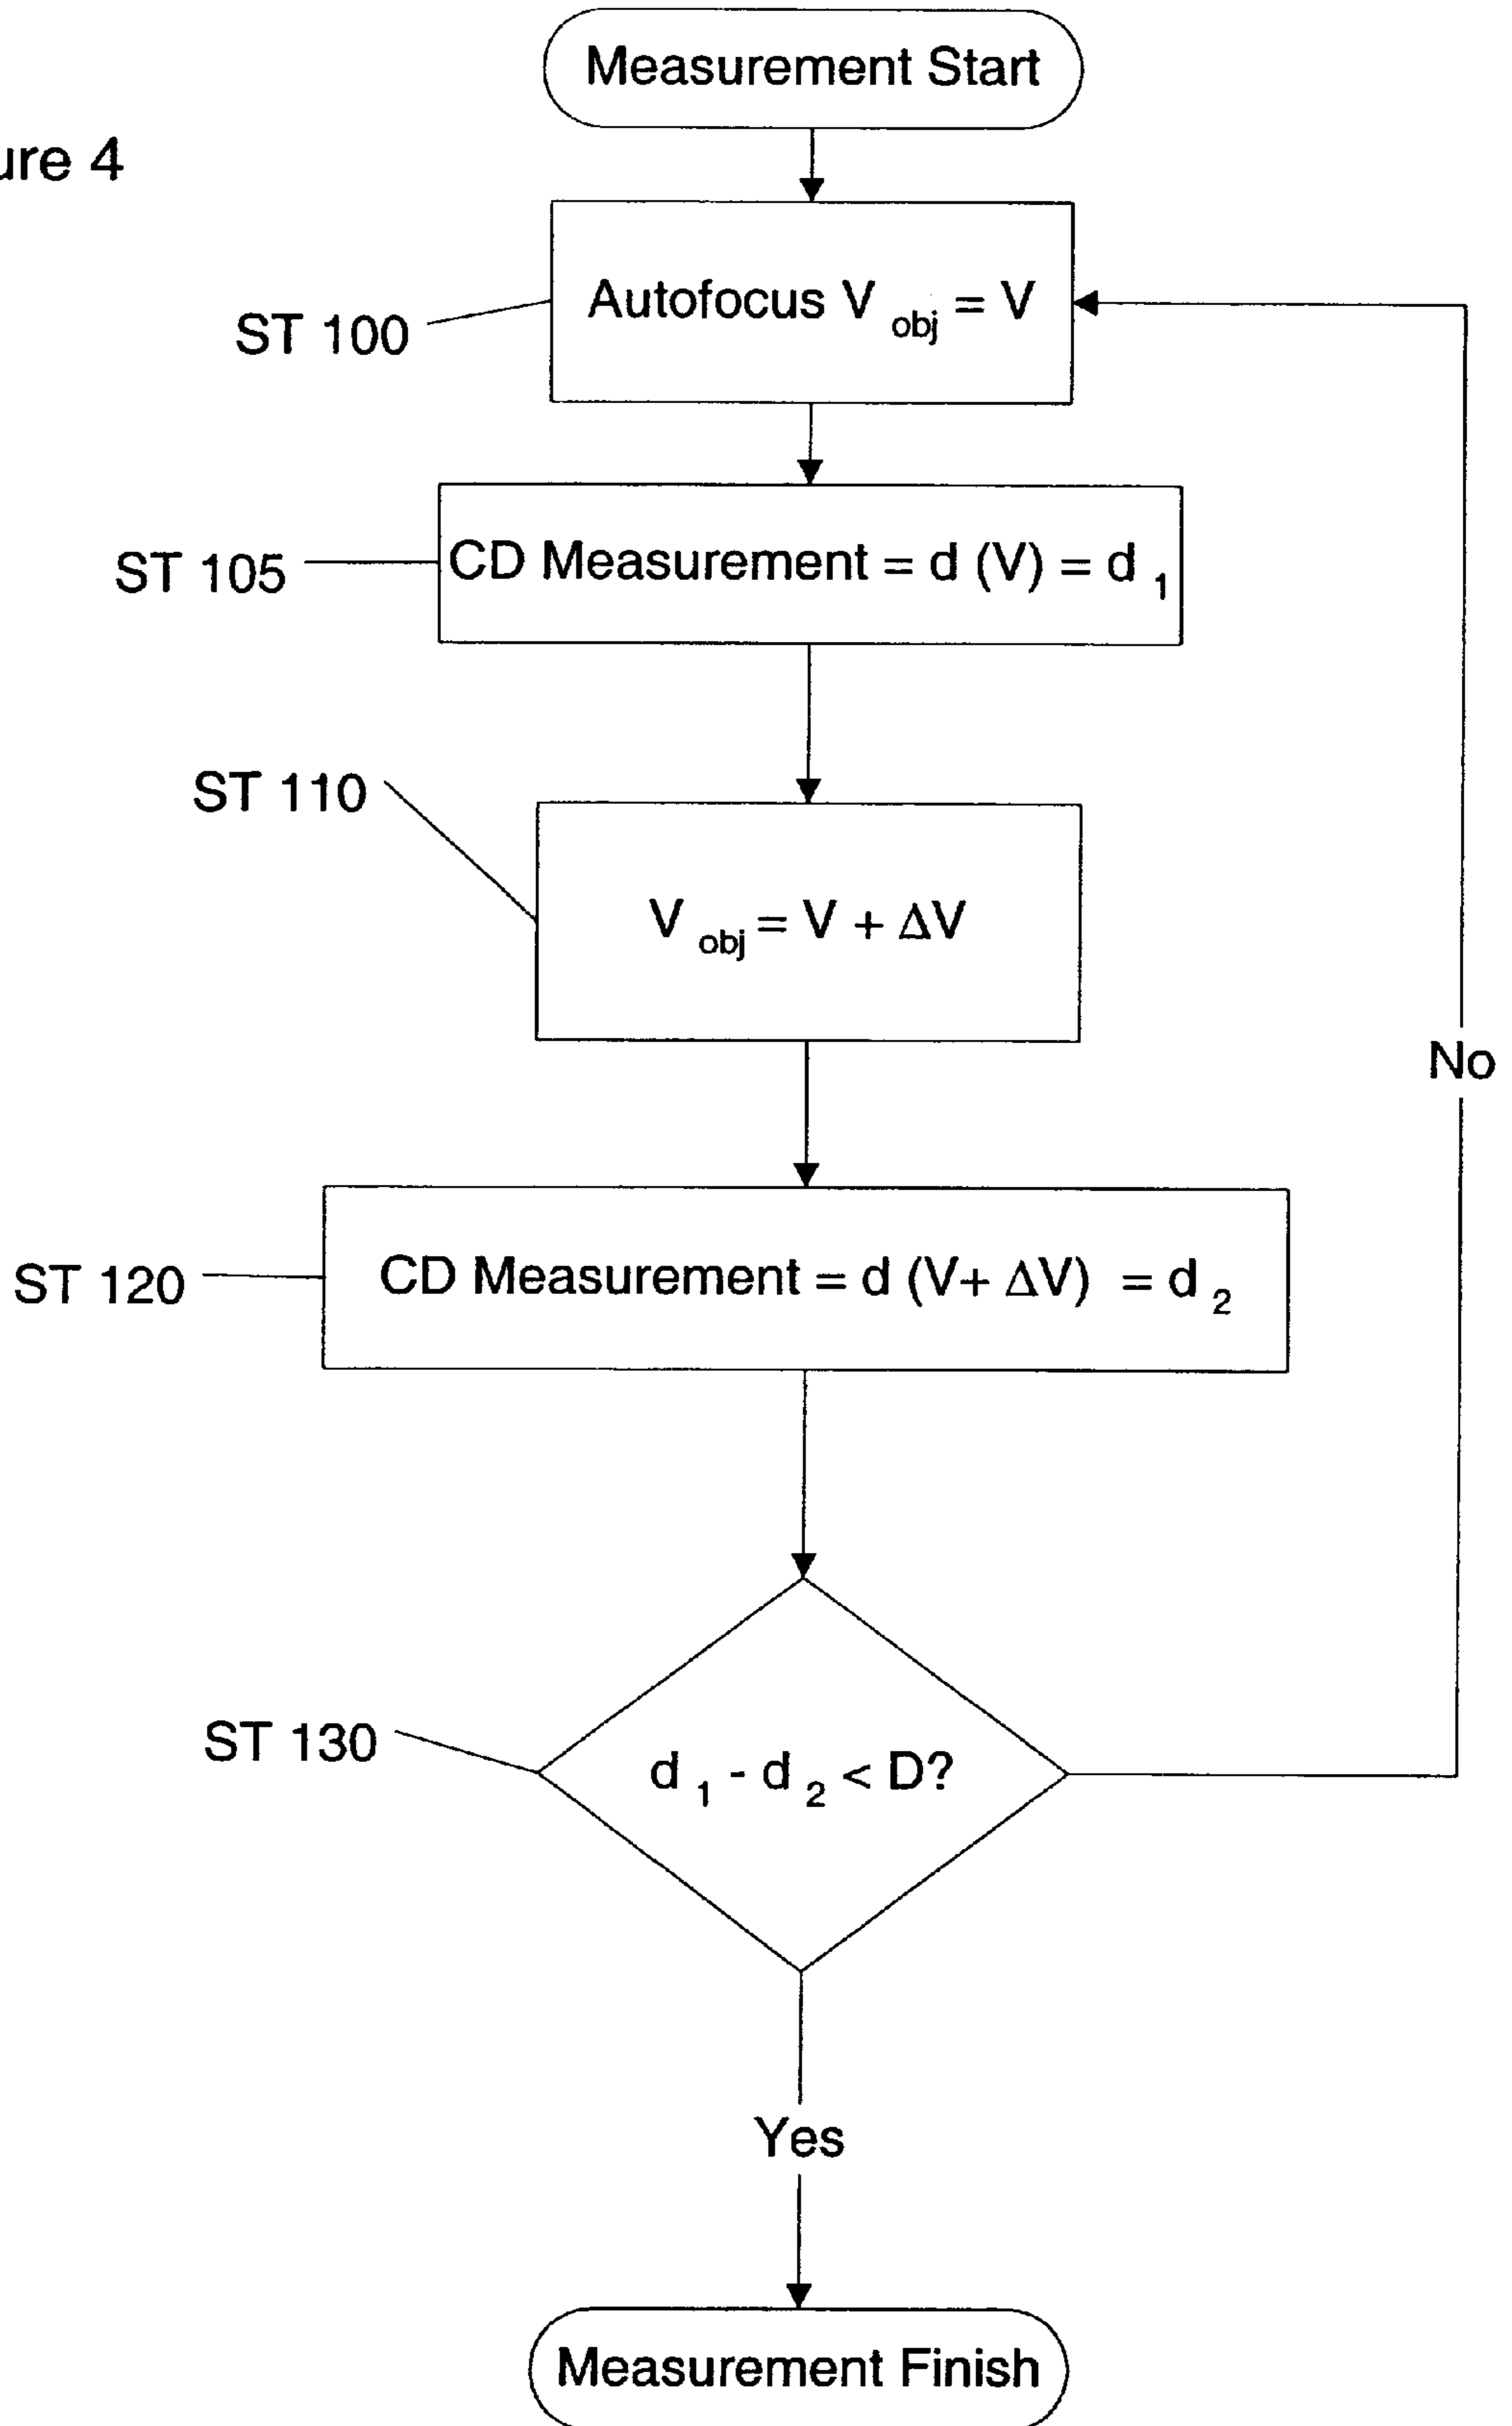 Measurement Start
ure 4
Autofocus V obj = V
ST 100
CD Measurement = d (V) = d 1
ST 105
ST 110
V obj = V + ΔV
CD Measurement = d (V+ ΔV) = d 2
ST 120
No
ST 130
d 1 - d 2 < D?
Yes
Measurement Finish